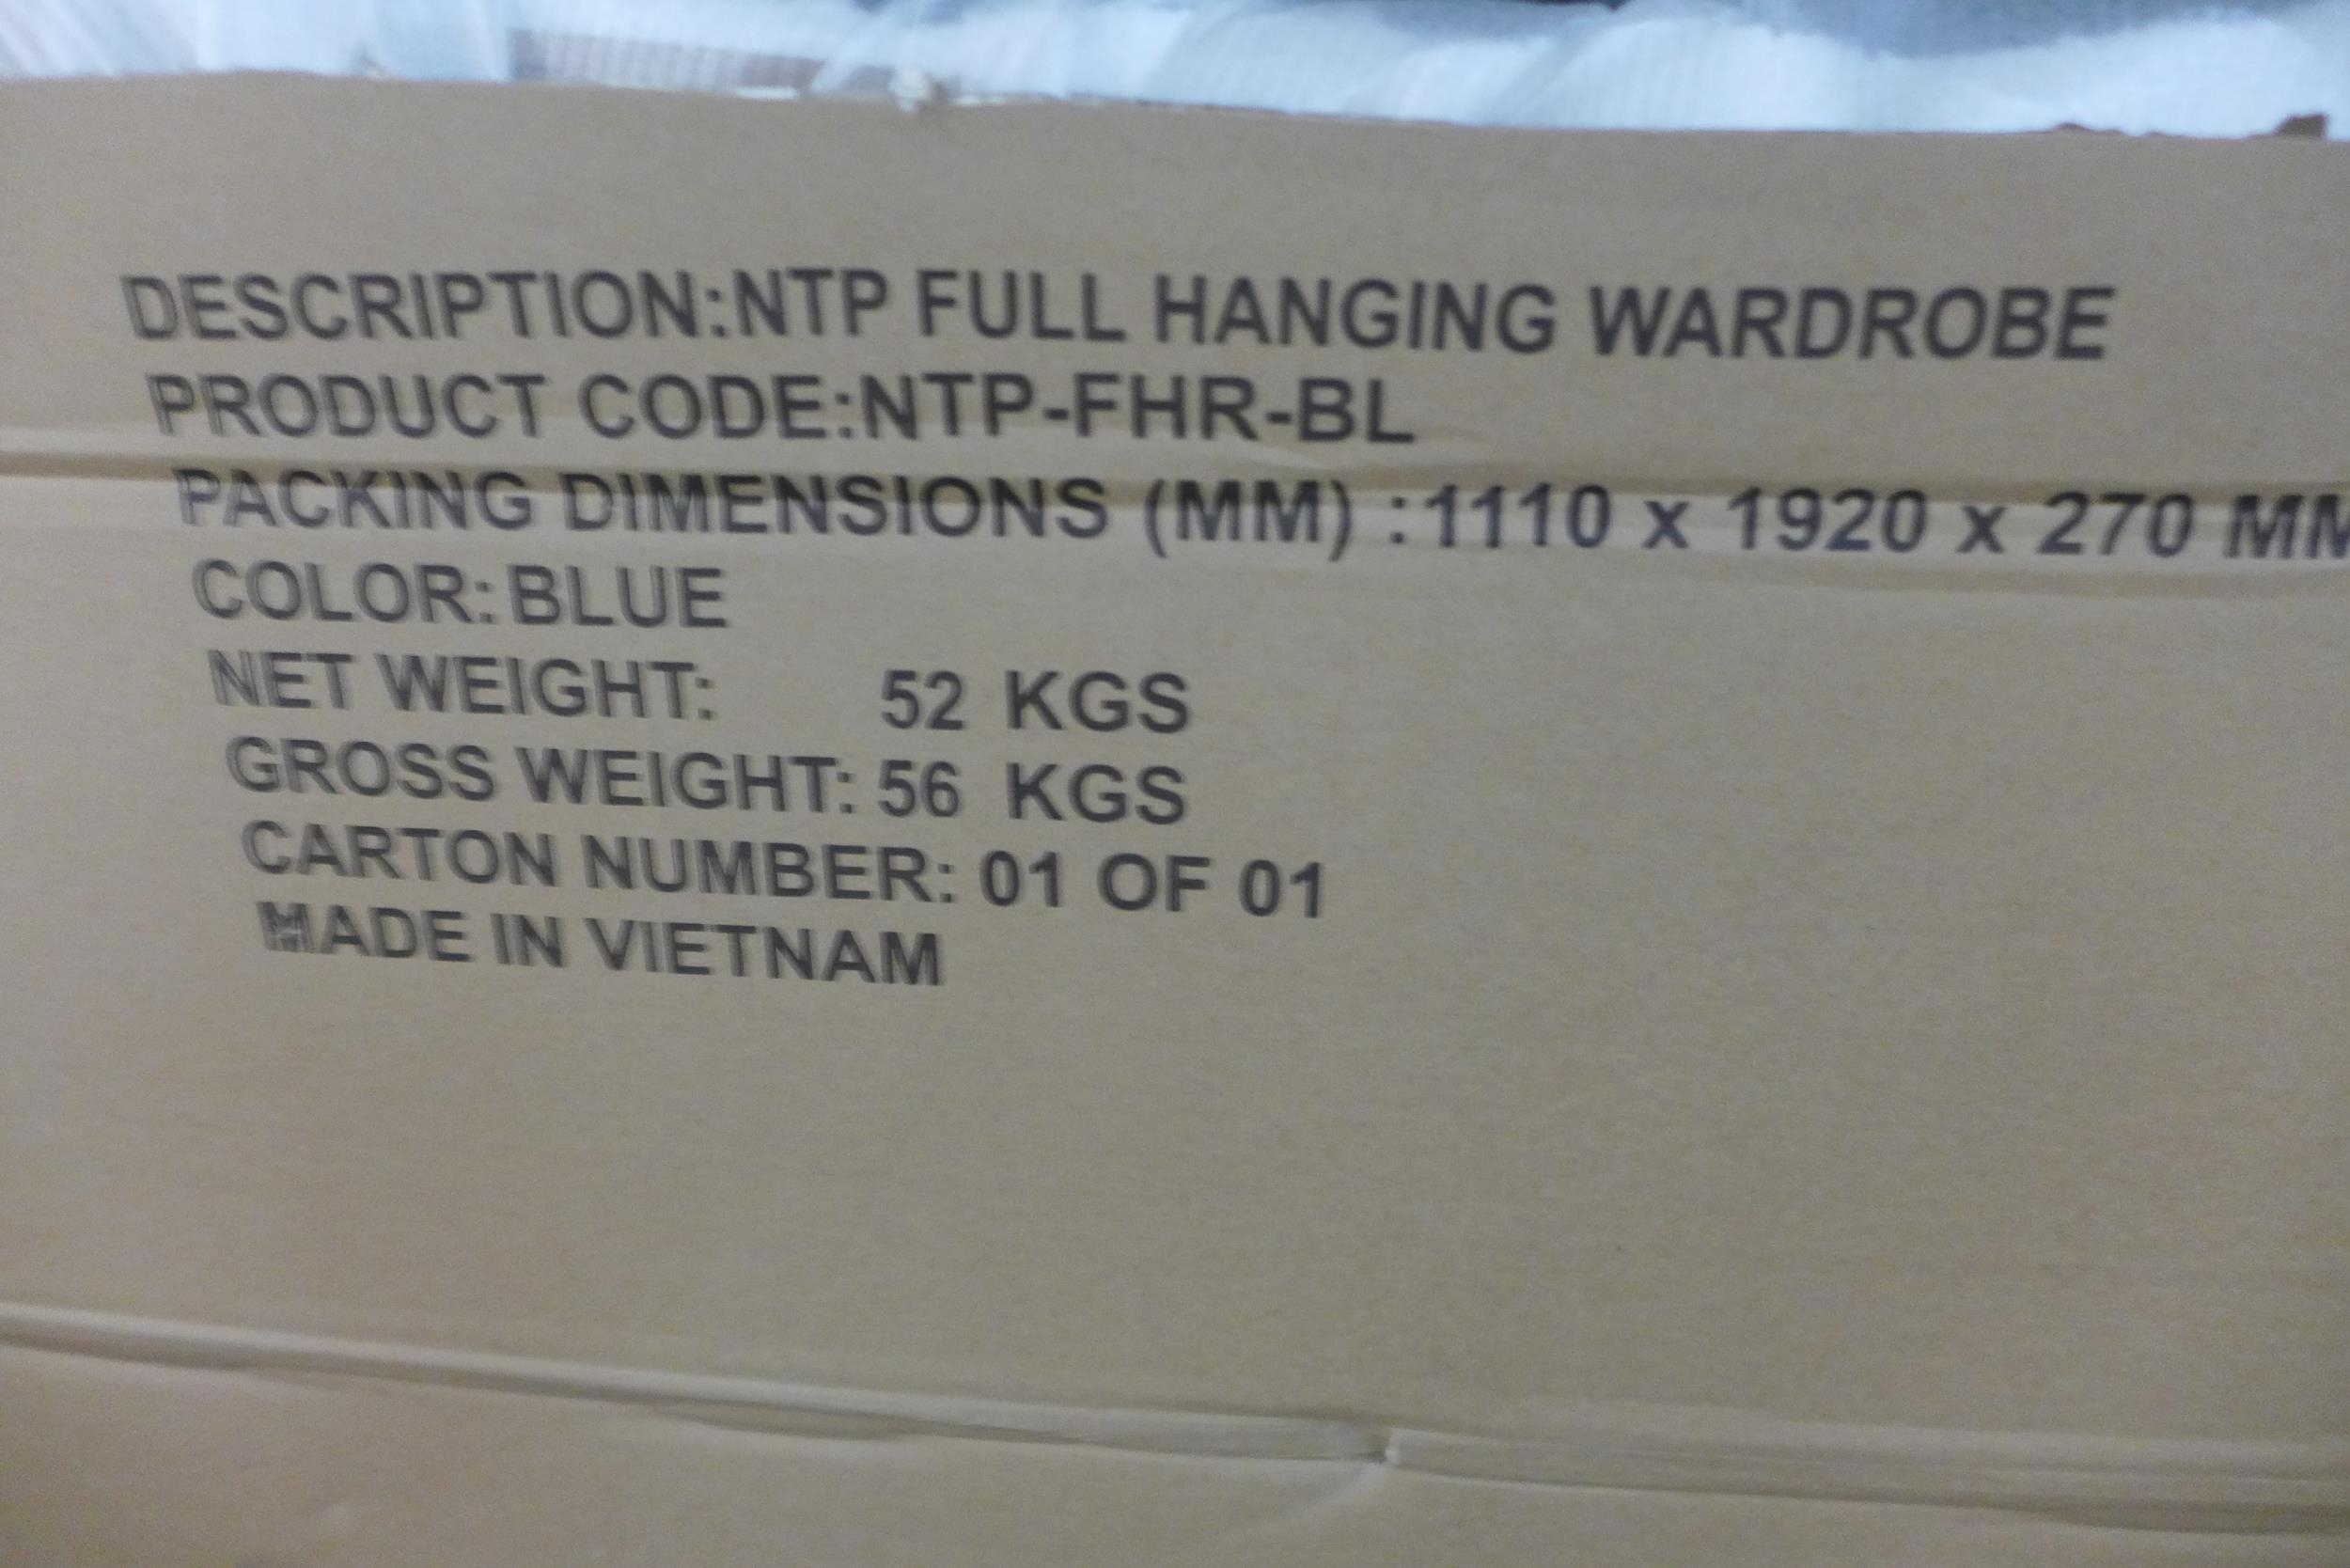 DESCRIPTION:NTP FULL HANGING WARDROBE
PRODUCT CODE:NTP-FHR-BL
PACKING DIMENSIONS (MM) :1110 x 1920 x 270 MM
COLOR: BLUE
NET WEIGHT: 52 KGS
GROSS WEIGHT: 56 KGS
CARTON NUMBER: 01 OF 01
MADE IN VIETNAM